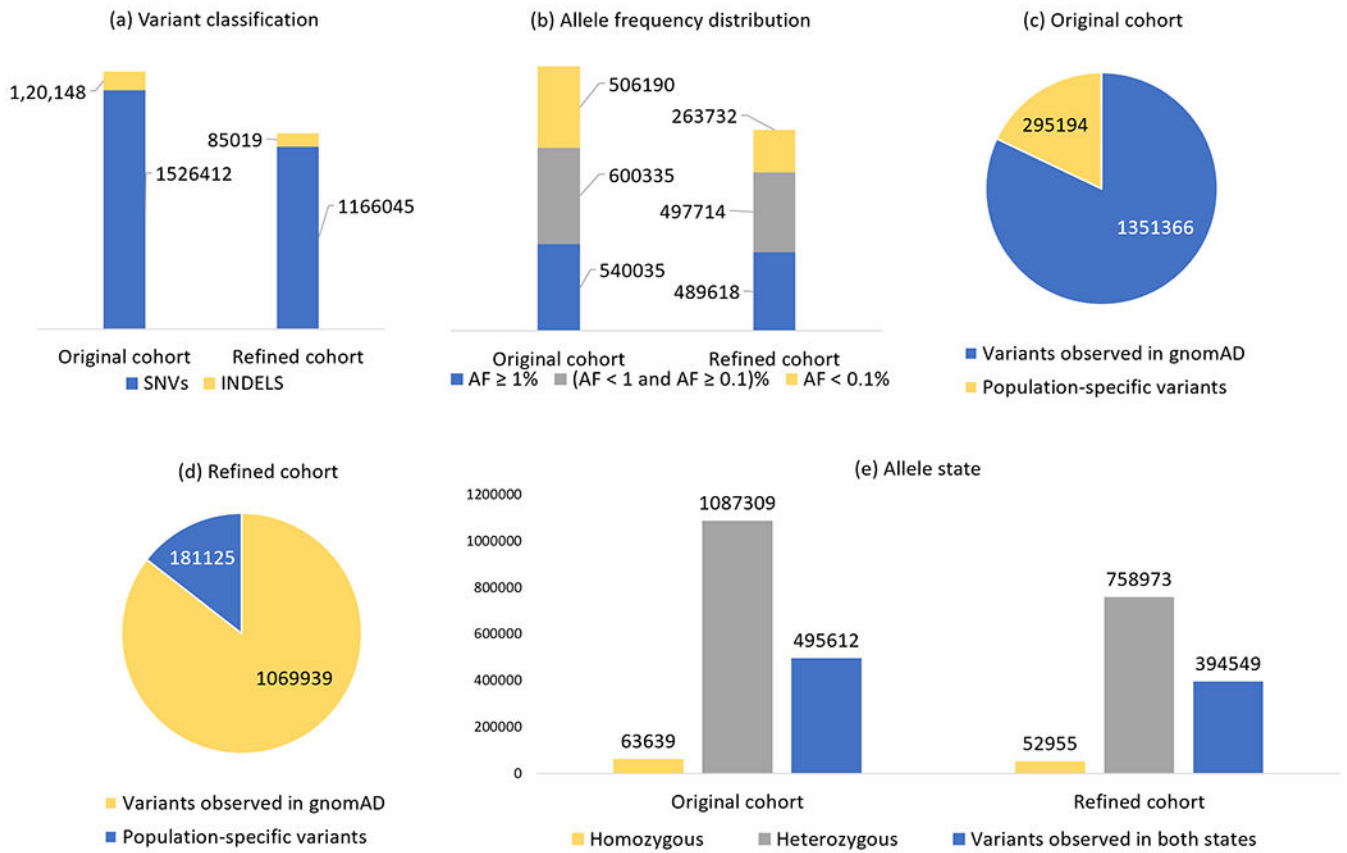 (a) Variant classification
1,20,148
1526412
85019
1166045
Original cohort Refined cohort
SNVs INDELS
(b) Allele frequency distribution
506190
600335
540035
263732
497714
489618
Original cohort Refined cohort
AF ≥ 1% (AF < 1 and AF ≥ 0.1)% AF < 0.1%
(c) Original cohort
295194
1351366
Variants observed in gnomAD
Population-specific variants
(d) Refined cohort
181125
1069939
Variants observed in gnomAD
Population-specific variants
(e) Allele state
1200000
1000000
800000
600000
400000
200000
0
63639
1087309
495612
52955
758973
394549
Original cohort Refined cohort
Homozygous Heterozygous Variants observed in both states